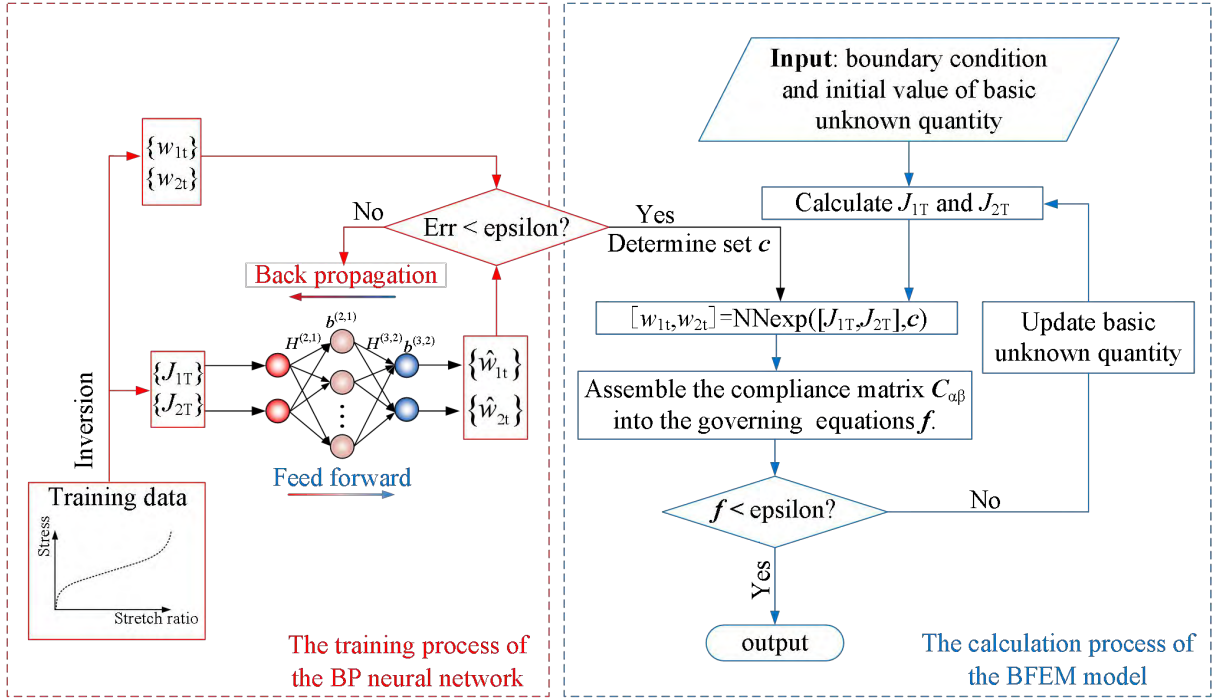 {w1t}
{w2t}
No
Err < epsilon?
Back propagation
H(2,1)
b(2,1)
H(3,2)
b(3,2)
{J1T}
{J2T}
{ŵ1t}
{ŵ2t}
Inversion
Feed forward
Training data
Stress
Stretch ratio
The training process of
the BP neural network
Input: boundary condition
and initial value of basic
unknown quantity
Calculate J1T and J2T
Yes
Determine set c
[w1t,w2t]=NNexp([J1T,J2T],c)
Update basic
unknown quantity
Assemble the compliance matrix Cαβ
into the governing equations f.
f < epsilon?
No
Yes
output
The calculation process of
the BFEM model